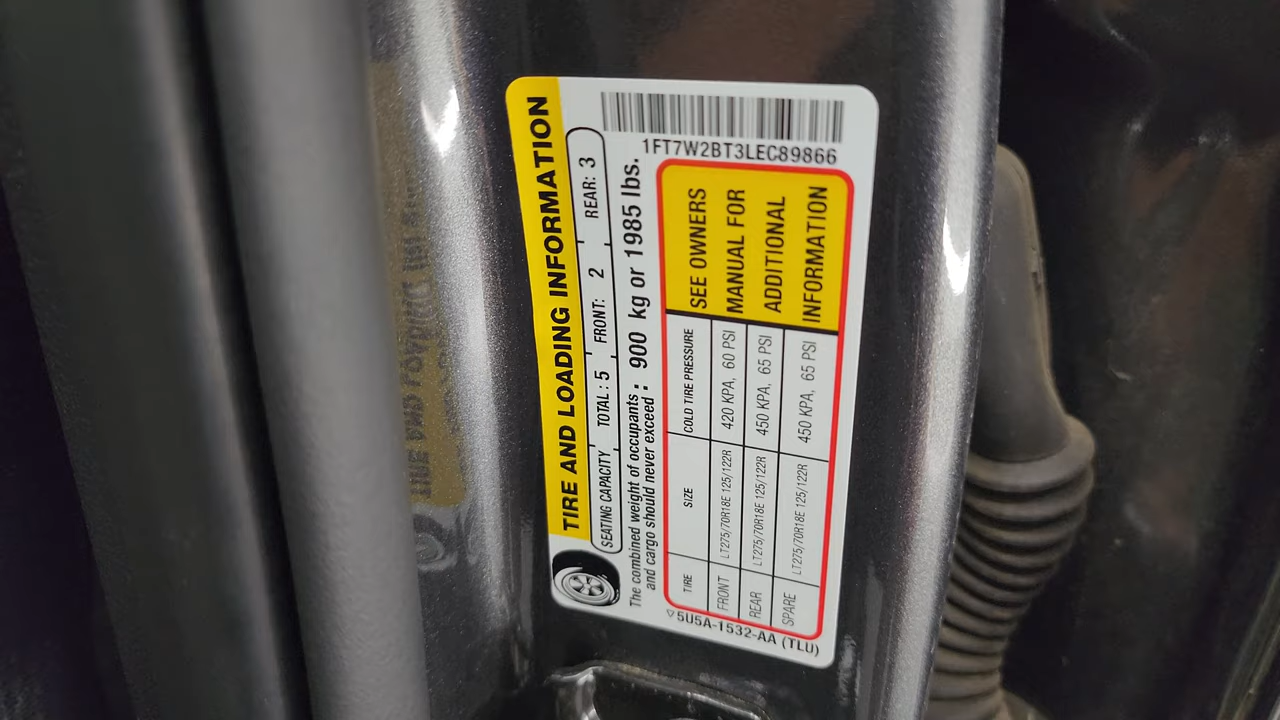 TIRE AND LOADING INFORMATION
SEATING CAPACITY TOTAL : 5 FRONT: 2 REAR: 3
The combined weight of occupants and cargo should never exceed : 900 kg or 1985 lbs.
TIRE SIZE COLD TIRE PRESSURE
FRONT LT275/70R18E 125/122R 420 KPA, 60 PSI
REAR LT275/70R18E 125/122R 450 KPA, 65 PSI
SPARE LT275/70R18E 125/122R 450 KPA, 65 PSI
SEE OWNERS
MANUAL FOR
ADDITIONAL
INFORMATION
5U5A-1532-AA (TLU)
1FT7W2BT3LEC89866